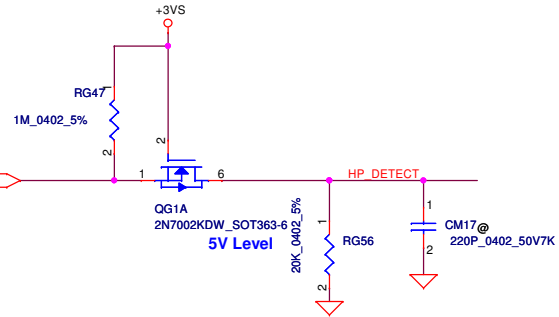 +3VS
RG47
1
1M_0402_5%
2
2
1
6
HP_DETECT
QG1A
2N7002KDW_SOT363-6
5V Level
20K_0402_5%
1
RG56
2
1
CM17@
220P_0402_50V7K
2